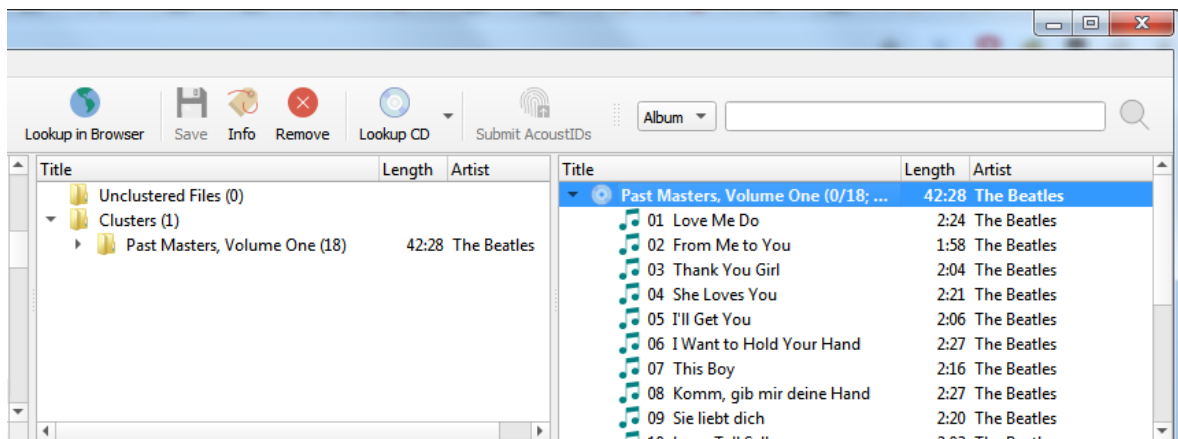 Lookup in Browser Save Info Remove Lookup CD Submit AcoustIDs Album
Title Length Artist
Unclustered Files (0)
Clusters (1)
Past Masters, Volume One (18) 42:28 The Beatles
Title Length Artist
Past Masters, Volume One (0/18; ... 42:28 The Beatles
01 Love Me Do 2:24 The Beatles
02 From Me to You 1:58 The Beatles
03 Thank You Girl 2:04 The Beatles
04 She Loves You 2:21 The Beatles
05 I'll Get You 2:06 The Beatles
06 I Want to Hold Your Hand 2:27 The Beatles
07 This Boy 2:16 The Beatles
08 Komm, gib mir deine Hand 2:27 The Beatles
09 Sie liebt dich 2:20 The Beatles